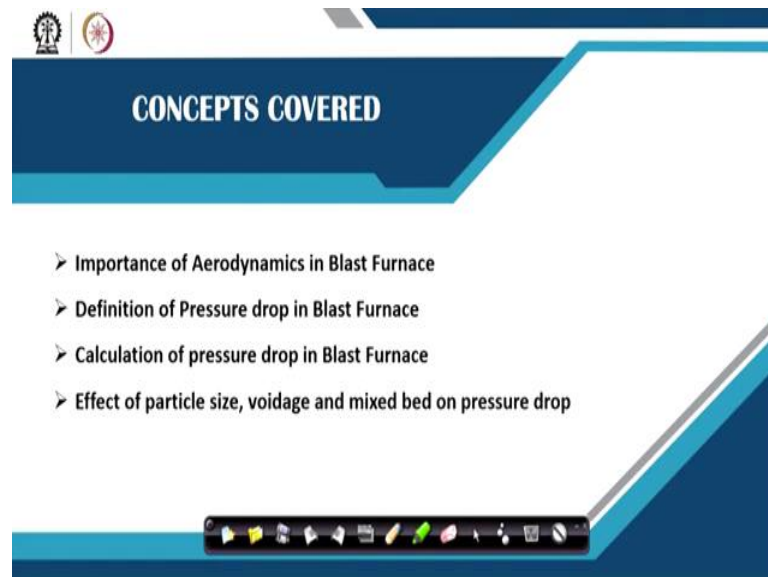 CONCEPTS COVERED
➢ Importance of Aerodynamics in Blast Furnace
➢ Definition of Pressure drop in Blast Furnace
➢ Calculation of pressure drop in Blast Furnace
➢ Effect of particle size, voidage and mixed bed on pressure drop